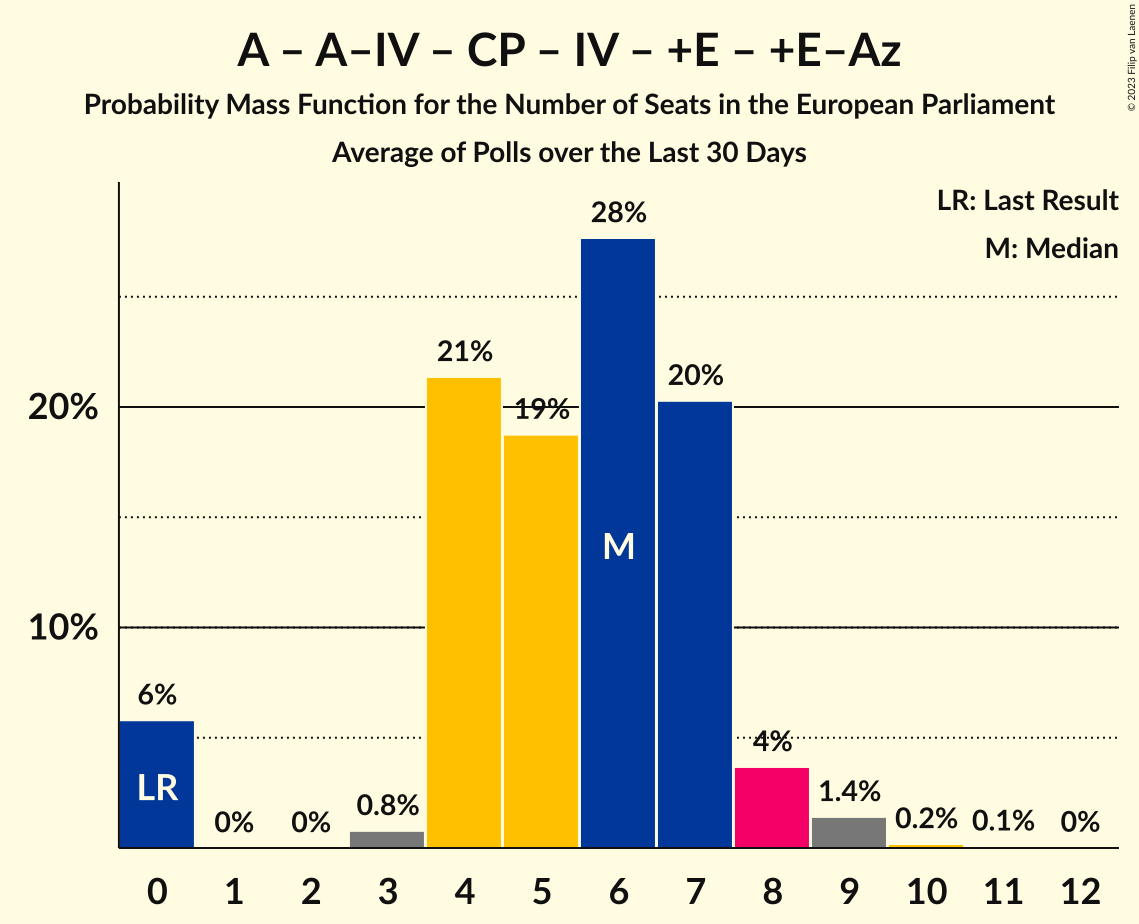 A – A–IV – CP – IV – +E – +E–Az
Probability Mass Function for the Number of Seats in the European Parliament
Average of Polls over the Last 30 Days
© 2023 Filip van Laenen
LR: Last Result
M: Median
28%
21%
20%
19%
20%
10%
M
6%
4%
LR
0.8%
1.4%
0%
0%
0.2%
0.1%
0%
0 1 2 3 4 5 6 7 8 9 10 11 12